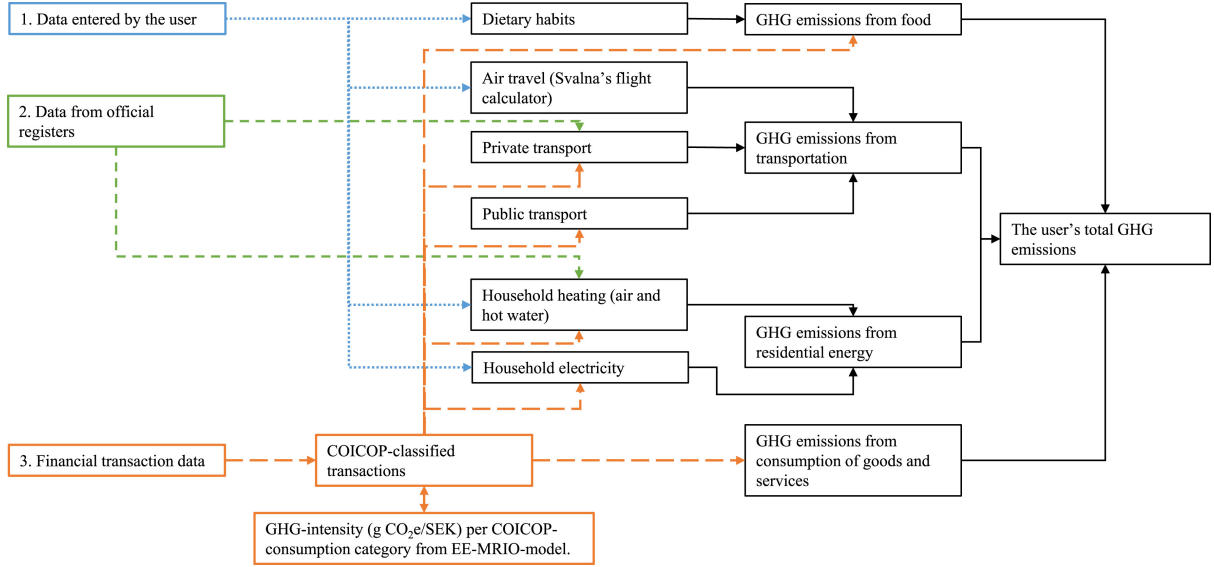 1. Data entered by the user
Dietary habits
GHG emissions from food
Air travel (Svalna’s flight
calculator)
2. Data from official
registers
Private transport
GHG emissions from
transportation
Public transport
The user’s total GHG
emissions
Household heating (air and
hot water)
GHG emissions from
residential energy
Household electricity
3. Financial transaction data
COICOP-classified
transactions
GHG emissions from
consumption of goods and
services
GHG-intensity (g CO₂e/SEK) per COICOP-
consumption category from EE-MRIO-model.